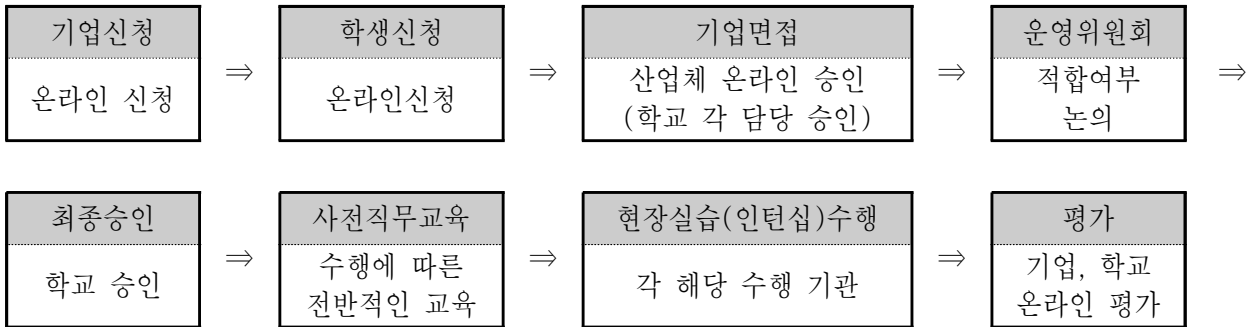 기업신청 학생신청 기업면접 운영위원회
온라인 신청 ⇒ 온라인신청 ⇒ 산업체 온라인 승인 ⇒ 적합여부 ⇒
(학교 각 담당 승인) 논의
최종승인 사전직무교육 현장실습(인턴십)수행 평가
학교 승인 ⇒ 수행에 따른 ⇒ 각 해당 수행 기관 ⇒ 기업, 학교
전반적인 교육 온라인 평가